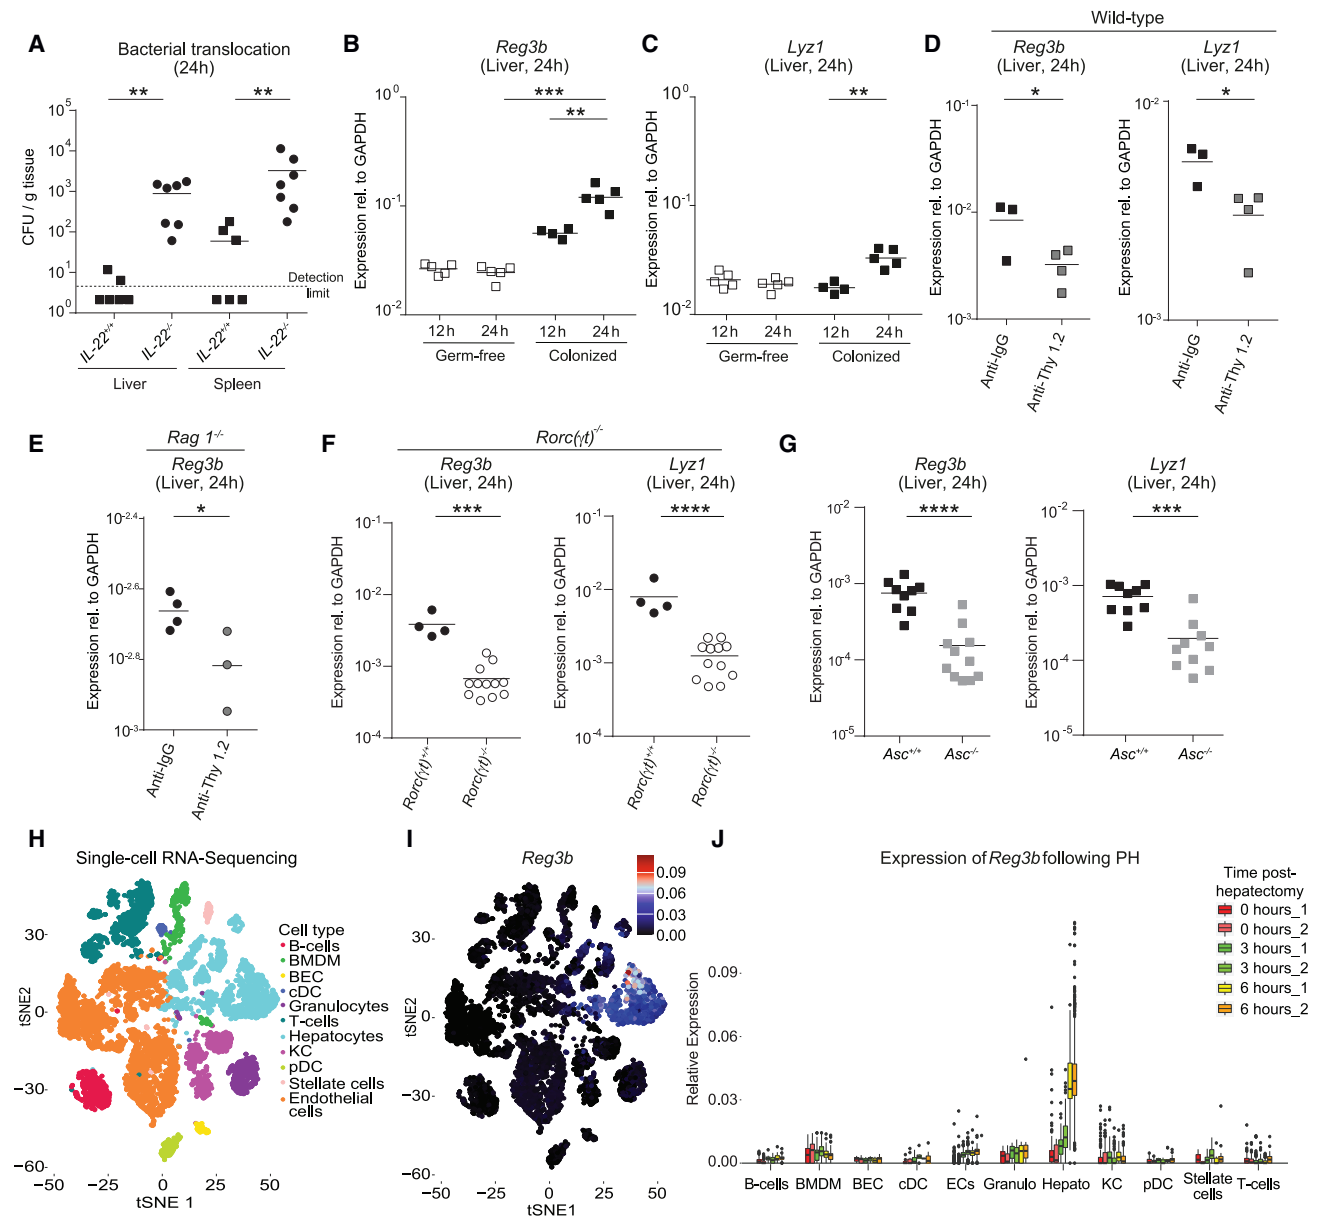 A
Bacterial translocation
(24h)
**
**
CFU / g tissue
10^5
10^4
10^3
10^2
10^1
10^0
Detection
limit
IL-22^+/+
IL-22^-/-
IL-22^+/+
IL-22^-/-
Liver
Spleen
B
Reg3b
(Liver, 24h)
***
**
Expression rel. to GAPDH
10^0
10^-1
10^-2
12h
24h
12h
24h
Germ-free
Colonized
C
Lyz1
(Liver, 24h)
**
Expression rel. to GAPDH
10^0
10^-1
10^-2
12h
24h
12h
24h
Germ-free
Colonized
D
Wild-type
Reg3b
(Liver, 24h)
*
Expression rel. to GAPDH
10^-1
10^-2
10^-3
Anti-IgG
Anti-Thy 1.2
Lyz1
(Liver, 24h)
*
Expression rel. to GAPDH
10^-2
10^-3
Anti-IgG
Anti-Thy 1.2
E
Rag 1^-/-
Reg3b
(Liver, 24h)
*
Expression rel. to GAPDH
10^-2.4
10^-2.6
10^-2.8
10^-3
Anti-IgG
Anti-Thy 1.2
F
Rorc(γt)^-/-
Reg3b
(Liver, 24h)
***
Expression rel. to GAPDH
10^-1
10^-2
10^-3
10^-4
Rorc(γt)^+/+
Rorc(γt)^-/-
Lyz1
(Liver, 24h)
****
Expression rel. to GAPDH
10^-1
10^-2
10^-3
10^-4
Rorc(γt)^+/+
Rorc(γt)^-/-
G
Reg3b
(Liver, 24h)
****
Expression rel. to GAPDH
10^-2
10^-3
10^-4
10^-5
Asc^+/+
Asc^-/-
Lyz1
(Liver, 24h)
***
Expression rel. to GAPDH
10^-2
10^-3
10^-4
10^-5
Asc^+/+
Asc^-/-
H
Single-cell RNA-Sequencing
tSNE2
30
0
−30
−60
−50
−25
0
25
50
tSNE 1
Cell type
B-cells
BMDM
BEC
cDC
Granulocytes
T-cells
Hepatocytes
KC
pDC
Stellate cells
Endothelial
cells
I
Reg3b
0.09
0.06
0.03
0.00
tSNE2
30
0
−30
−60
−50
−25
0
25
50
tSNE1
J
Expression of Reg3b following PH
Relative Expression
0.09
0.06
0.03
0.00
B-cells
BMDM
BEC
cDC
ECs
Granulo
Hepato
KC
pDC
Stellate
cells
T-cells
Time post-
hepatectomy
0 hours_1
0 hours_2
3 hours_1
3 hours_2
6 hours_1
6 hours_2